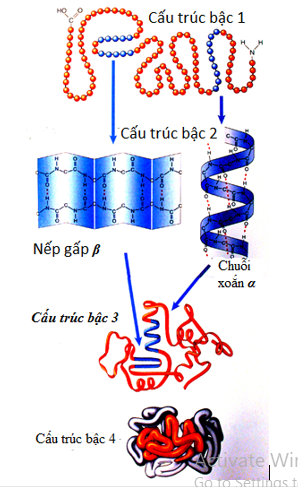 Cấu trúc bậc 1
HO
O
C
H
N
H
Cấu trúc bậc 2
Nếp gấp β
Chuỗi
xoắn α
Cấu trúc bậc 3
Cấu trúc bậc 4
Activate Win
Go to Settings t